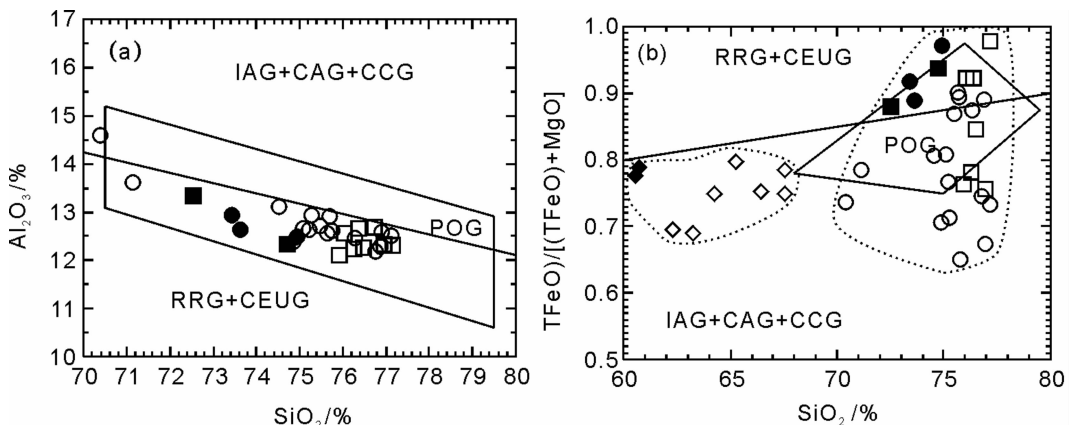 (a)
IAG+CAG+CCG
POG
RRG+CEUG
Al2O3/%
17
16
15
14
13
12
11
10
70 71 72 73 74 75 76 77 78 79 80
SiO2/%
(b)
RRG+CEUG
POG
IAG+CAG+CCG
TFeO)/[(TFeO)+MgO]
1.0
0.9
0.8
0.7
0.6
0.5
60 65 70 75 80
SiO2/%